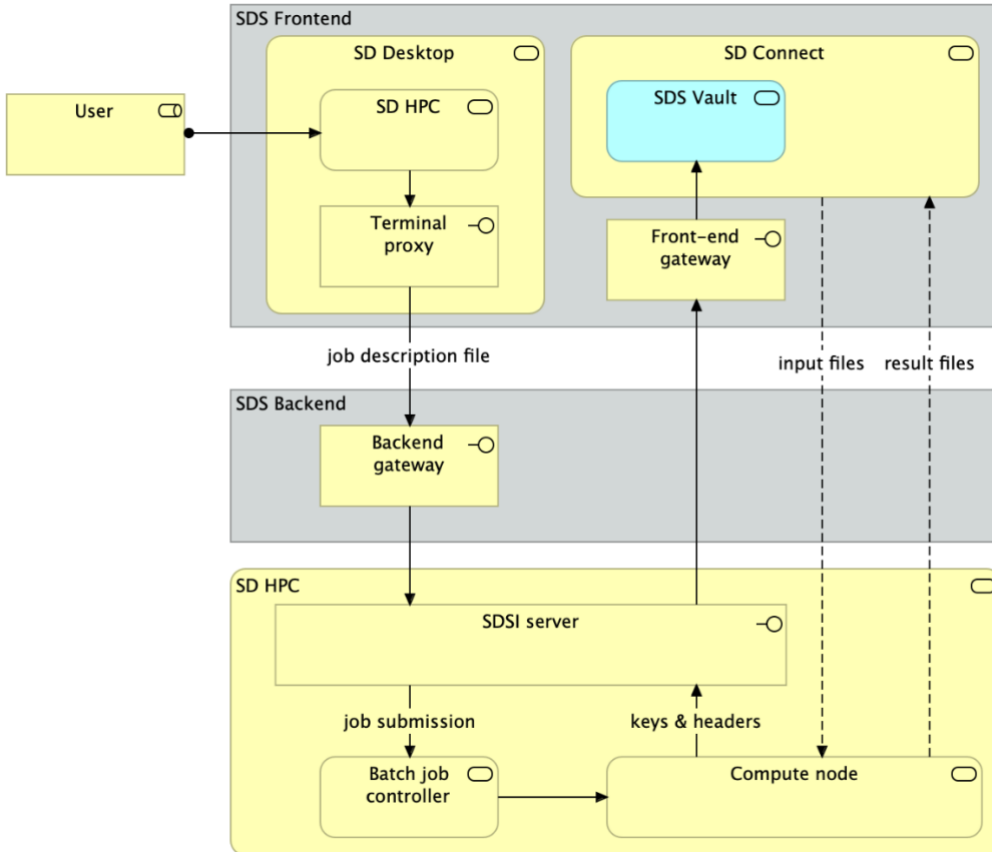 SDS Frontend
SD Desktop
SD Connect
User
SD HPC
SDS Vault
Terminal
proxy
Front-end
gateway
job description file
input files
result files
SDS Backend
Backend
gateway
SD HPC
SDSI server
job submission
keys & headers
Batch job
controller
Compute node